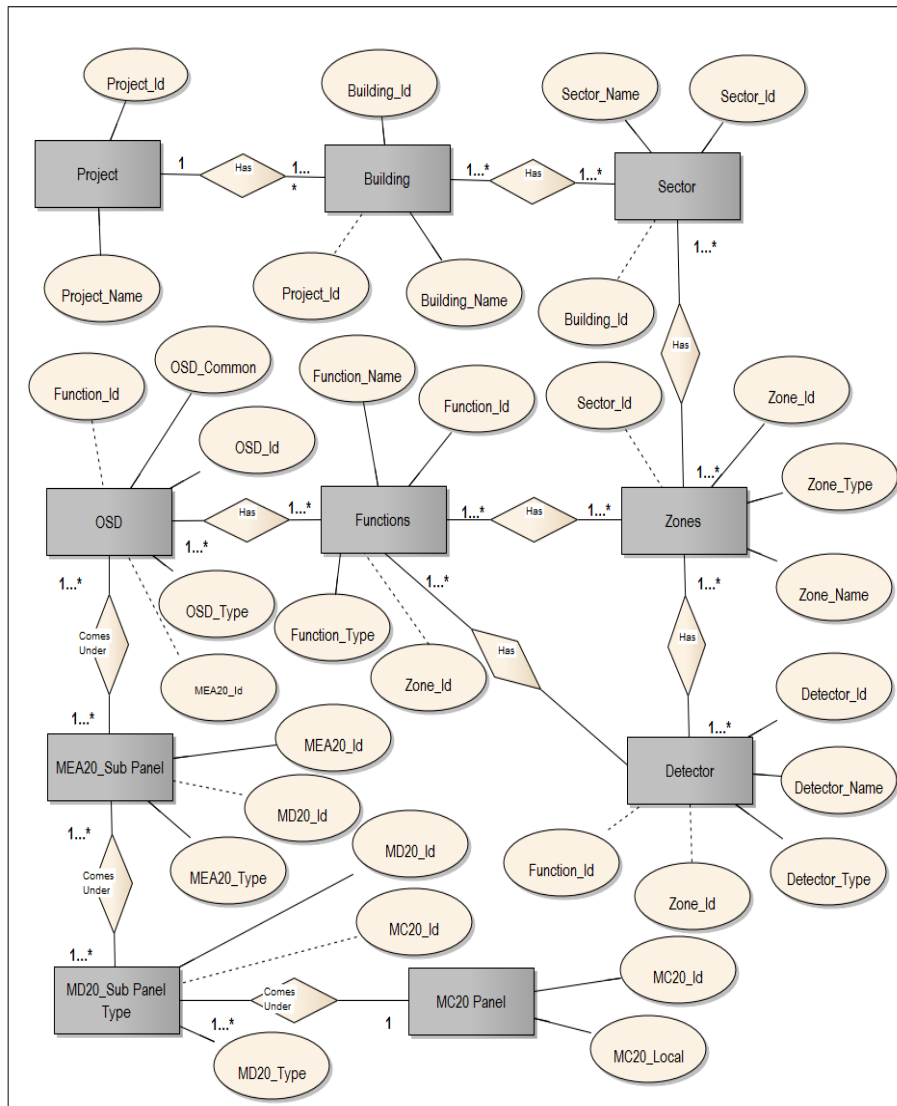 Project_Id
Building_Id
Sector_Name
Sector_Id
Project
1
Has
1...
*
Building
1...*
Has
1...*
Sector
1...*
Project_Name
Project_Id
Building_Name
Building_Id
Has
Function_Id
OSD_Common
Function_Name
Function_Id
Sector_Id
Zone_Id
OSD_Id
1...*
Zone_Type
OSD
Has
1...*
Functions
1...*
Has
1...*
Zones
1...*
1...*
1...*
1...*
Zone_Name
OSD_Type
Function_Type
Comes
Under
Has
Has
MEA20_Id
Zone_Id
Detector_Id
1...*
MEA20_Id
1...*
MEA20_Sub Panel
Detector
Detector_Name
MD20_Id
1...*
MD20_Id
Function_Id
Detector_Type
MEA20_Type
Comes
Under
Zone_Id
MC20_Id
1...*
MD20_Sub Panel
Type
Comes
Under
MC20 Panel
MC20_Id
1...*
1
MC20_Local
MD20_Type